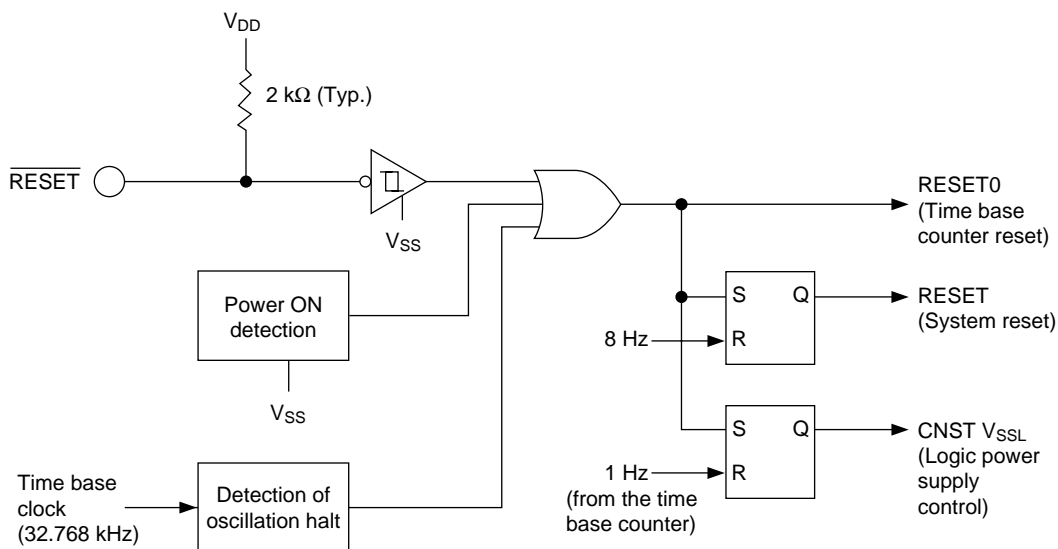 VDD
2 kΩ (Typ.)
RESET
VSS
RESET0
(Time base
counter reset)
Power ON
detection
VSS
S Q
R
8 Hz
RESET
(System reset)
S Q
R
1 Hz
(from the time
base counter)
CNST VSSL
(Logic power
supply
control)
Time base
clock
(32.768 kHz)
Detection of
oscillation halt